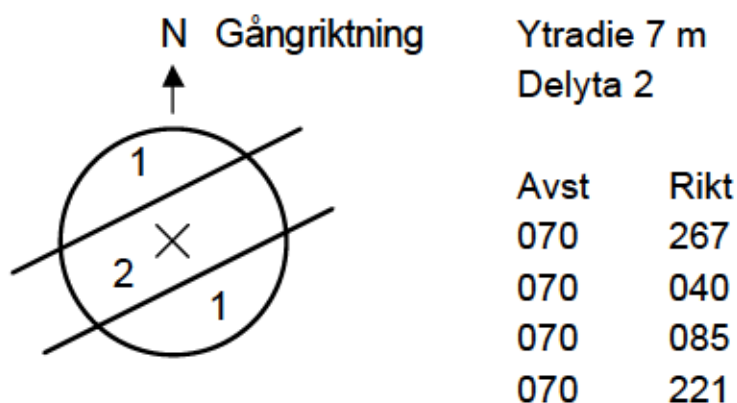 N Gångriktning
1
2
1
Ytradie 7 m
Delyta 2
Avst Rikt
070 267
070 040
070 085
070 221